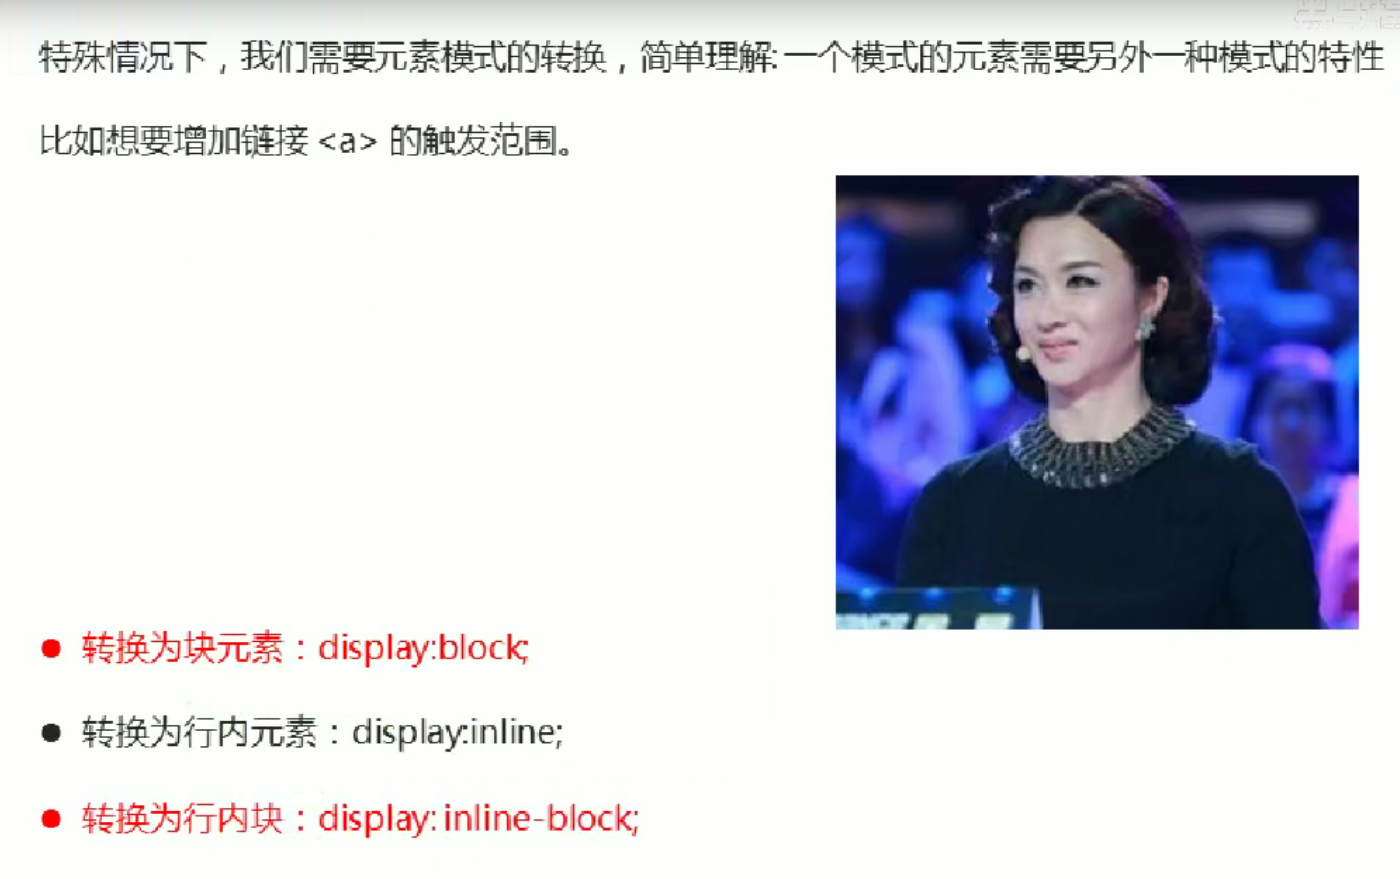 特殊情况下，我们需要元素模式的转换，简单理解: 一个模式的元素需要另外一种模式的特性
比如想要增加链接 <a> 的触发范围。
● 转换为块元素：display:block;
● 转换为行内元素：display:inline;
● 转换为行内块：display: inline-block;